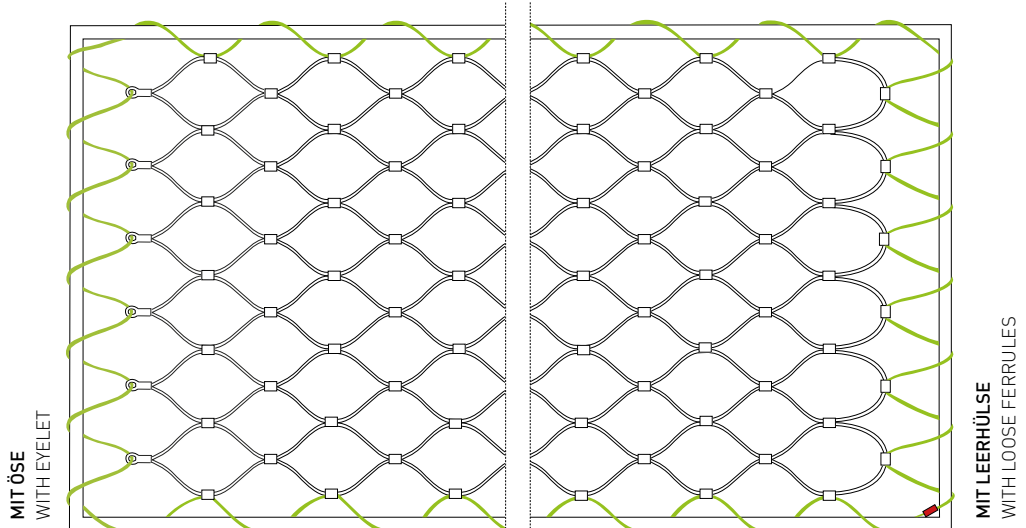 MIT ÖSE
WITH EYELET
MIT LEERHÜLSE
WITH LOOSE FERRULES